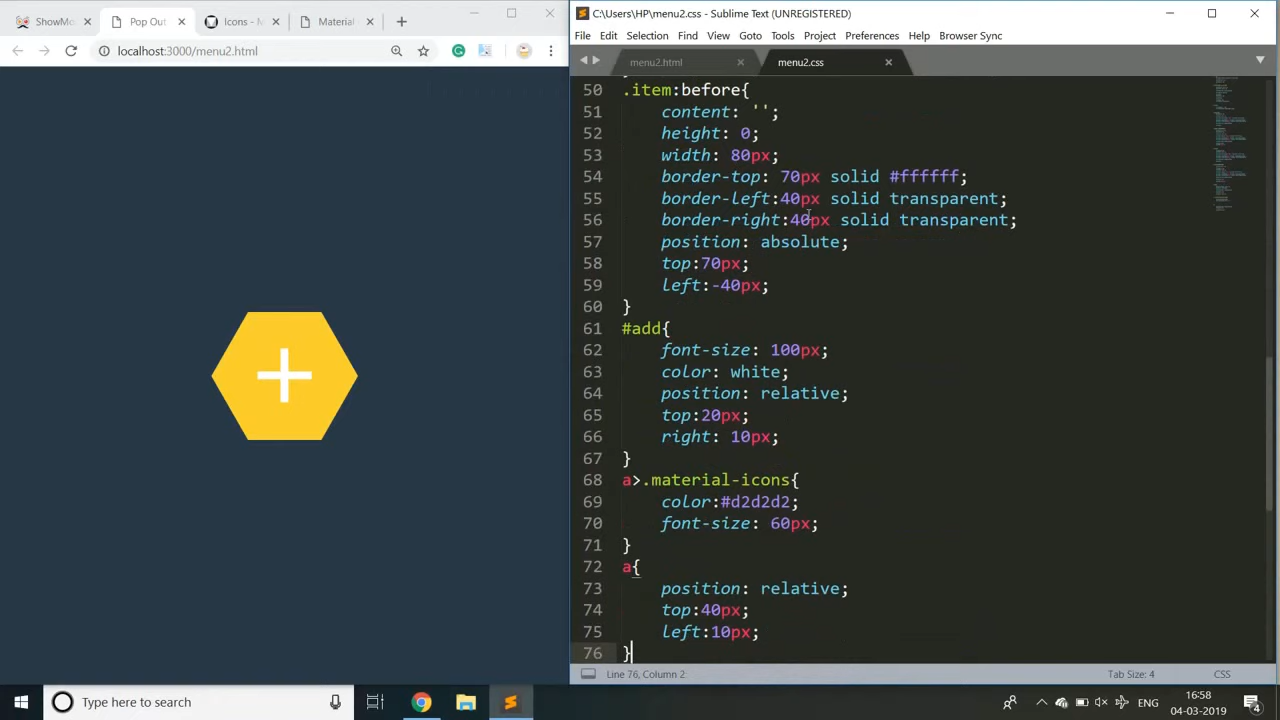 ShowMo
Pop Out
Icons - M
Material
localhost:3000/menu2.html
C:\Users\HP\menu2.css - Sublime Text (UNREGISTERED)
File Edit Selection Find View Goto Tools Project Preferences Help Browser Sync
menu2.html
menu2.css
50 .item:before{
51 content: '';
52 height: 0;
53 width: 80px;
54 border-top: 70px solid #ffffff;
55 border-left:40px solid transparent;
56 border-right:40px solid transparent;
57 position: absolute;
58 top:70px;
59 left:-40px;
60 }
61 #add{
62 font-size: 100px;
63 color: white;
64 position: relative;
65 top:20px;
66 right: 10px;
67 }
68 a>.material-icons{
69 color:#d2d2d2;
70 font-size: 60px;
71 }
72 a{
73 position: relative;
74 top:40px;
75 left:10px;
76 }
Line 76, Column 2
Tab Size: 4
CSS
Type here to search
ENG
16:58
04-03-2019
4